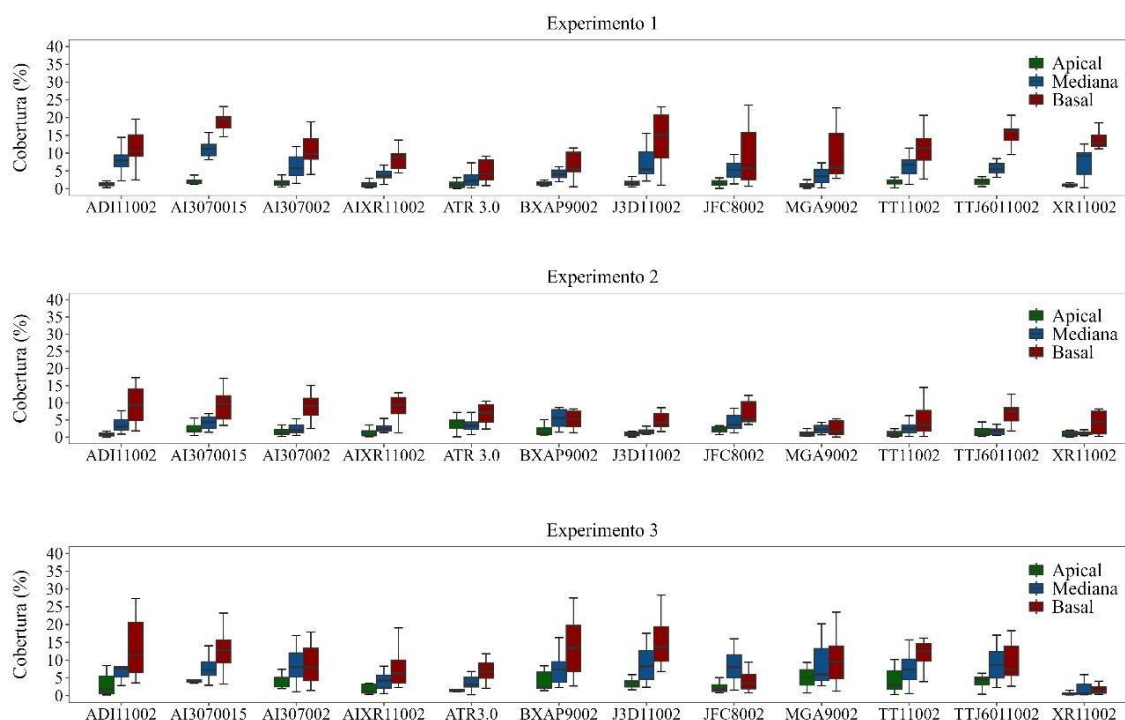 Experimento 1
Cobertura (%)
40
35
30
25
20
15
10
5
0
Apical
Mediana
Basal
ADI11002 AI3070015 AI307002 AIXR11002 ATR 3.0 BXAP9002 J3D11002 JFC8002 MGA9002 TT11002 TTJ6011002 XR11002
Experimento 2
Cobertura (%)
40
35
30
25
20
15
10
5
0
Apical
Mediana
Basal
ADI11002 AI3070015 AI307002 AIXR11002 ATR 3.0 BXAP9002 J3D11002 JFC8002 MGA9002 TT11002 TTJ6011002 XR11002
Experimento 3
Cobertura (%)
40
35
30
25
20
15
10
5
0
Apical
Mediana
Basal
ADI11002 AI3070015 AI307002 AIXR11002 ATR3.0 BXAP9002 J3D11002 JFC8002 MGA9002 TT11002 TTJ6011002 XR11002